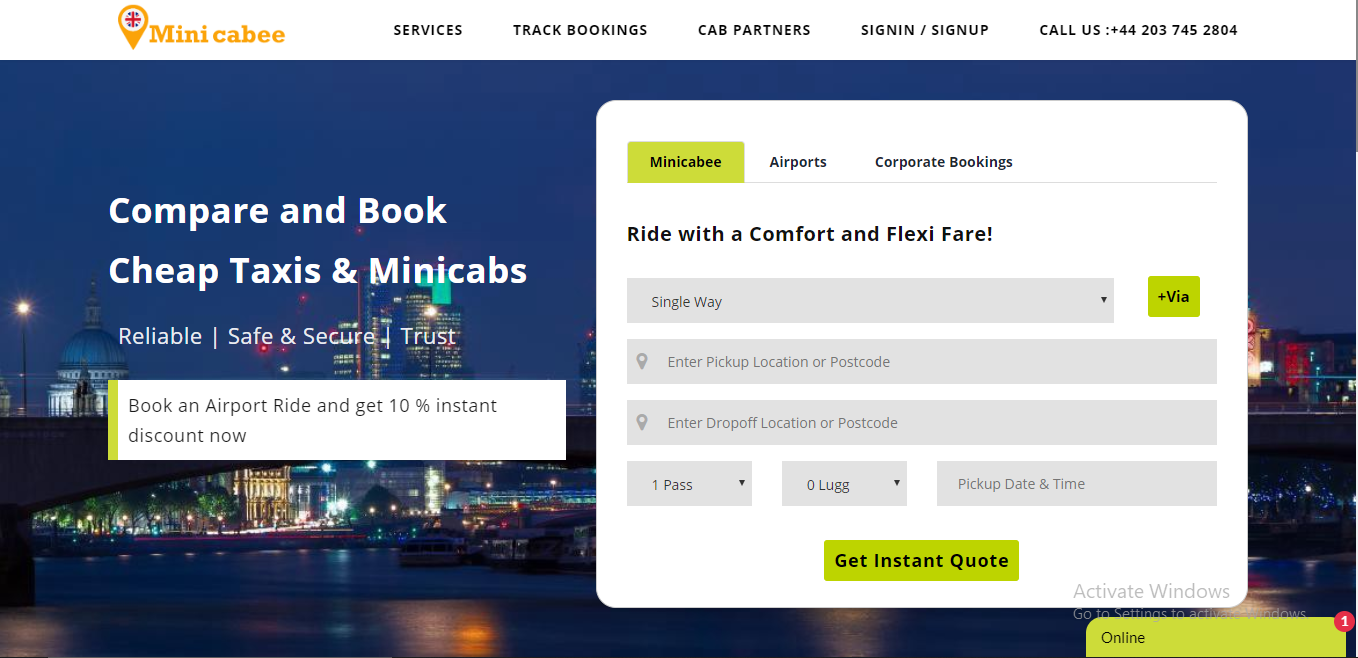 Mini cabee
SERVICES
TRACK BOOKINGS
CAB PARTNERS
SIGNIN / SIGNUP
CALL US :+44 203 745 2804
Compare and Book
Cheap Taxis & Minicabs
Reliable | Safe & Secure | Trust
Book an Airport Ride and get 10 % instant
discount now
Minicabee
Airports
Corporate Bookings
Ride with a Comfort and Flexi Fare!
Single Way
+Via
Enter Pickup Location or Postcode
Enter Dropoff Location or Postcode
1 Pass
0 Lugg
Pickup Date & Time
Get Instant Quote
Activate Windows
Go to Settings to activate Windows.
Online
1